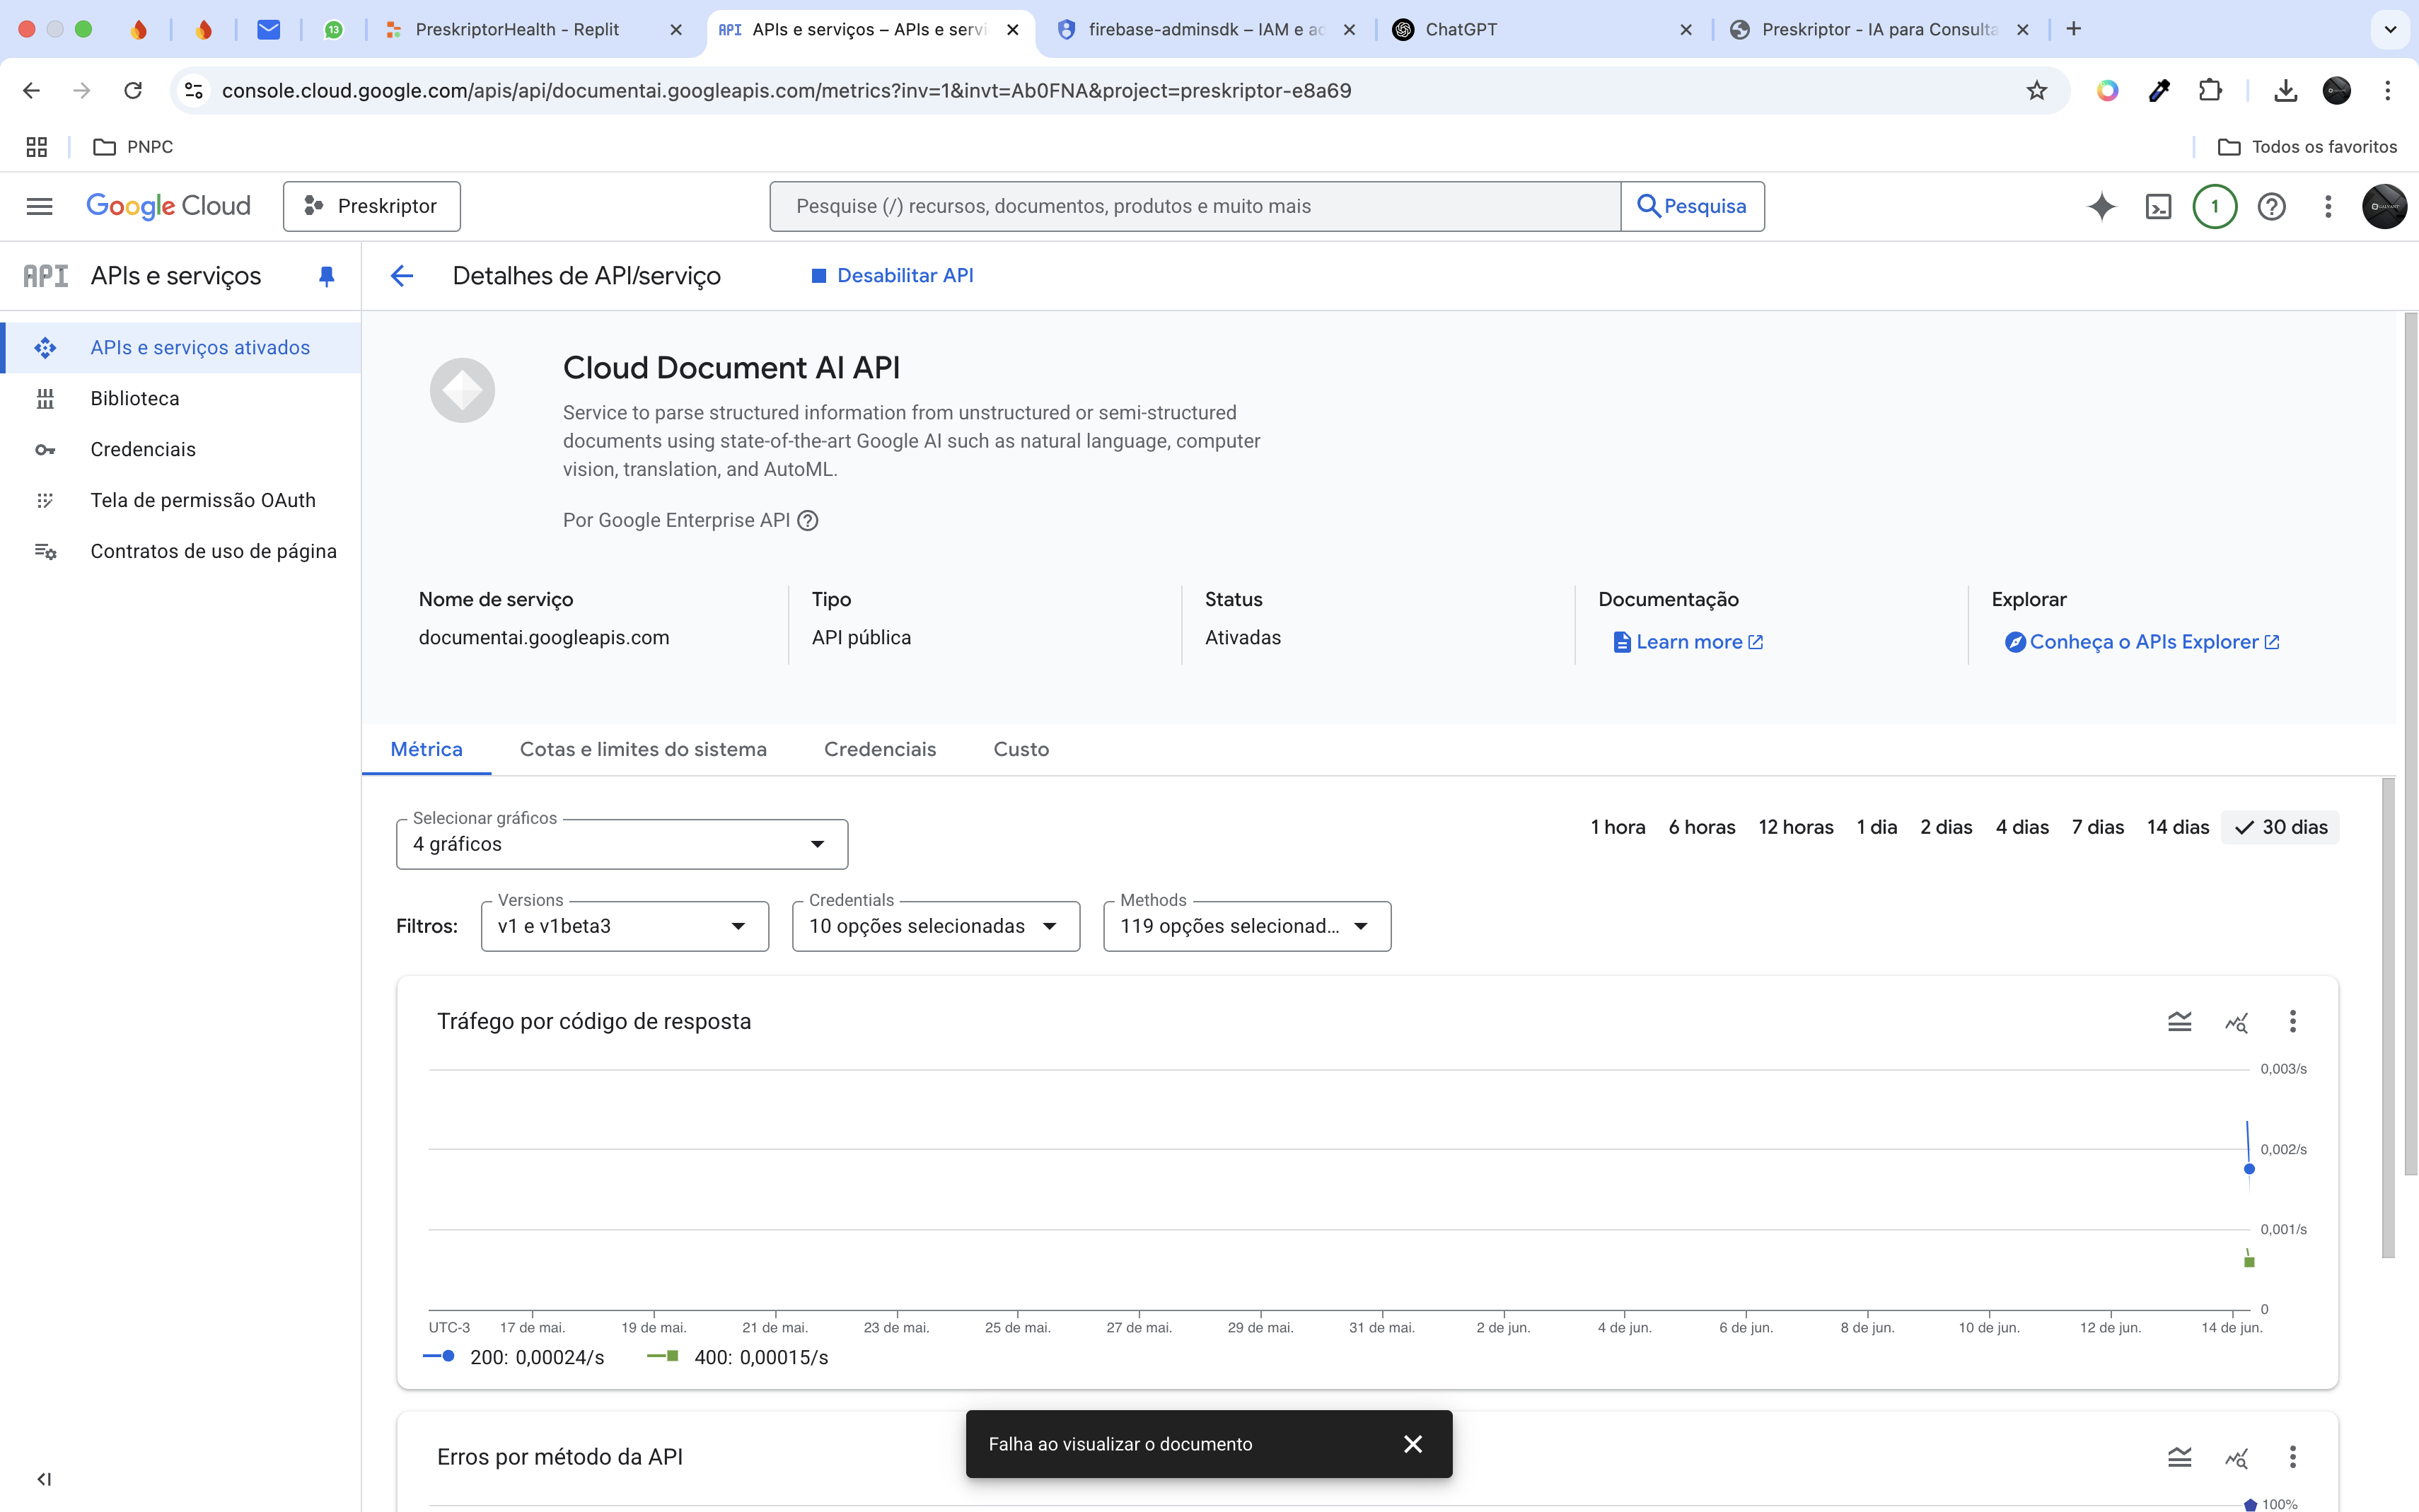 13
PreskriptorHealth - Replit
API
APIs e serviços – APIs e servi
firebase-adminsdk – IAM e ad
ChatGPT
Preskriptor - IA para Consulta
console.cloud.google.com/apis/api/documentai.googleapis.com/metrics?inv=1&invt=Ab0FNA&project=preskriptor-e8a69
PNPC
Todos os favoritos
Google Cloud
Preskriptor
Pesquise (/) recursos, documentos, produtos e muito mais
Pesquisa
1
API
APIs e serviços
Detalhes de API/serviço
Desabilitar API
APIs e serviços ativados
Biblioteca
Credenciais
Tela de permissão OAuth
Contratos de uso de página
Cloud Document AI API
Service to parse structured information from unstructured or semi-structured
documents using state-of-the-art Google AI such as natural language, computer
vision, translation, and AutoML.
Por Google Enterprise API
Nome de serviço
documentai.googleapis.com
Tipo
API pública
Status
Ativadas
Documentação
Learn more
Explorar
Conheça o APIs Explorer
Métrica
Cotas e limites do sistema
Credenciais
Custo
Selecionar gráficos
4 gráficos
1 hora
6 horas
12 horas
1 dia
2 dias
4 dias
7 dias
14 dias
30 dias
Filtros:
Versions
v1 e v1beta3
Credentials
10 opções selecionadas
Methods
119 opções selecionad...
Tráfego por código de resposta
0,003/s
0,002/s
0,001/s
0
UTC-3
17 de mai.
19 de mai.
21 de mai.
23 de mai.
25 de mai.
27 de mai.
29 de mai.
31 de mai.
2 de jun.
4 de jun.
6 de jun.
8 de jun.
10 de jun.
12 de jun.
14 de jun.
200: 0,00024/s
400: 0,00015/s
Falha ao visualizar o documento
Erros por método da API
100%